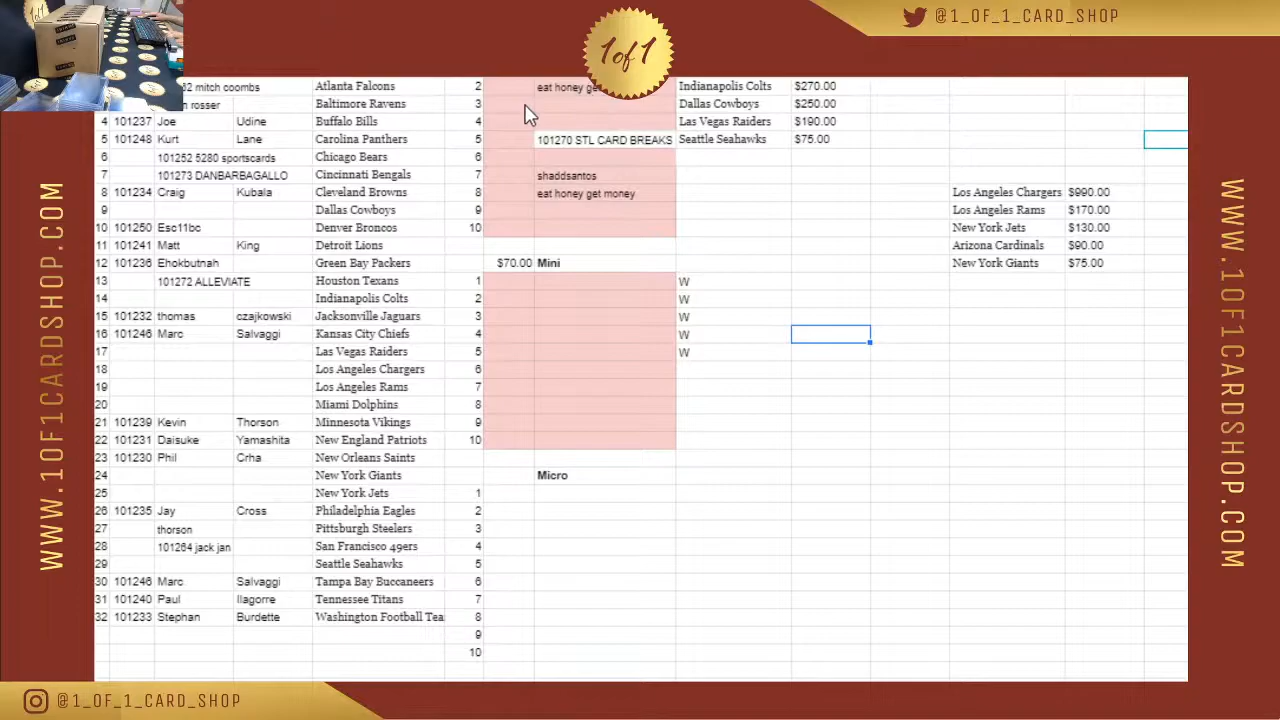 @1_OF_1_CARD_SHOP
1of1
WWW.1OF1CARDSHOP.COM
WWW.1OF1CARDSHOP.COM
mitch coombs Atlanta Falcons 2 eat honey Indianapolis Colts $270.00
rosser Baltimore Ravens 3 Dallas Cowboys $250.00
4 101237 Joe Udine Buffalo Bills 4 Las Vegas Raiders $190.00
5 101248 Kurt Lane Carolina Panthers 5 101270 STL CARD BREAKS Seattle Seahawks $75.00
6 101252 5280 sportscards Chicago Bears 6
7 101273 DANBARBAGALLO Cincinnati Bengals 7 shaddsantos
8 101234 Craig Kubala Cleveland Browns 8 eat honey get money Los Angeles Chargers $990.00
9 Dallas Cowboys 9 Los Angeles Rams $170.00
10 101250 Esc11bc Denver Broncos 10 New York Jets $130.00
11 101241 Matt King Detroit Lions Arizona Cardinals $90.00
12 101236 Ehokbutnah Green Bay Packers $70.00 Mini New York Giants $75.00
13 101272 ALLEVIATE Houston Texans 1 W
14 Indianapolis Colts 2 W
15 101232 thomas czajkowski Jacksonville Jaguars 3 W
16 101246 Marc Salvaggi Kansas City Chiefs 4 W
17 Las Vegas Raiders 5 W
18 Los Angeles Chargers 6
19 Los Angeles Rams 7
20 Miami Dolphins 8
21 101239 Kevin Thorson Minnesota Vikings 9
22 101231 Daisuke Yamashita New England Patriots 10
23 101230 Phil Crha New Orleans Saints
24 New York Giants Micro
25 New York Jets 1
26 101235 Jay Cross Philadelphia Eagles 2
27 thorson Pittsburgh Steelers 3
28 101264 jack jan San Francisco 49ers 4
29 Seattle Seahawks 5
30 101246 Marc Salvaggi Tampa Bay Buccaneers 6
31 101240 Paul Ilagorre Tennessee Titans 7
32 101233 Stephan Burdette Washington Football Tea 8
9
10
@1_OF_1_CARD_SHOP